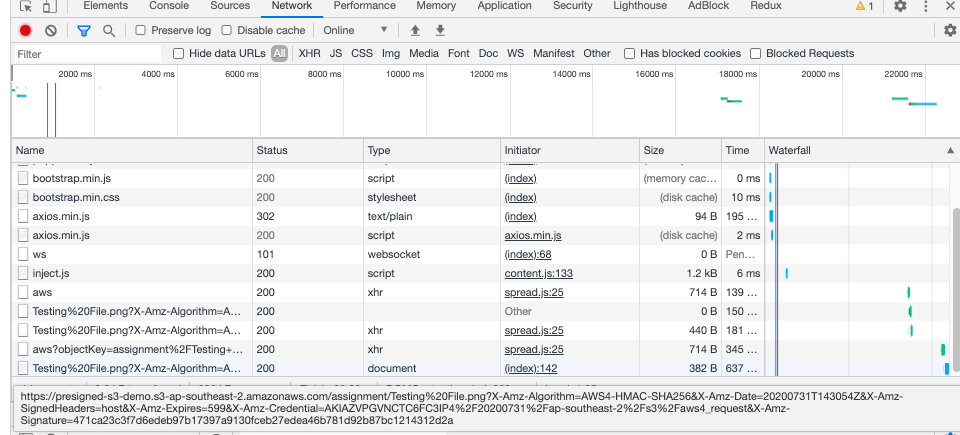 Elements Console Sources Network Performance Memory Application Security Lighthouse AdBlock Redux 1
Preserve log Disable cache Online
Filter Hide data URLs All XHR JS CSS Img Media Font Doc WS Manifest Other Has blocked cookies Blocked Requests
2000 ms 4000 ms 6000 ms 8000 ms 10000 ms 12000 ms 14000 ms 16000 ms 18000 ms 20000 ms 22000 ms
Name Status Type Initiator Size Time Waterfall
bootstrap.min.js 200 script (index) (memory cac... 0 ms
bootstrap.min.css 200 stylesheet (index) (disk cache) 10 ms
axios.min.js 302 text/plain (index) 94 B 195 ...
axios.min.js 200 script axios.min.js (disk cache) 2 ms
ws 101 websocket (index):68 0 B Pen...
inject.js 200 script content.js:133 1.2 kB 6 ms
aws 200 xhr spread.js:25 714 B 139 ...
Testing%20File.png?X-Amz-Algorithm=A... 200 Other 0 B 150 ...
Testing%20File.png?X-Amz-Algorithm=A... 200 xhr spread.js:25 440 B 181 ...
aws?objectKey=assignment%2FTesting+... 200 xhr spread.js:25 714 B 345 ...
Testing%20File.png?X-Amz-Algorithm=A... 200 document (index):142 382 B 637 ...
https://presigned-s3-demo.s3-ap-southeast-2.amazonaws.com/assignment/Testing%20File.png?X-Amz-Algorithm=AWS4-HMAC-SHA256&X-Amz-Date=20200731T143054Z&X-Amz-
SignedHeaders=host&X-Amz-Expires=599&X-Amz-Credential=AKIAZVPGVNCTC6FC3IP4%2F20200731%2Fap-southeast-2%2Fs3%2Faws4_request&X-Amz-
Signature=471ca23c3f7d6edeb97b17397a9130fceb27edea46b781d92b87bc1214312d2a